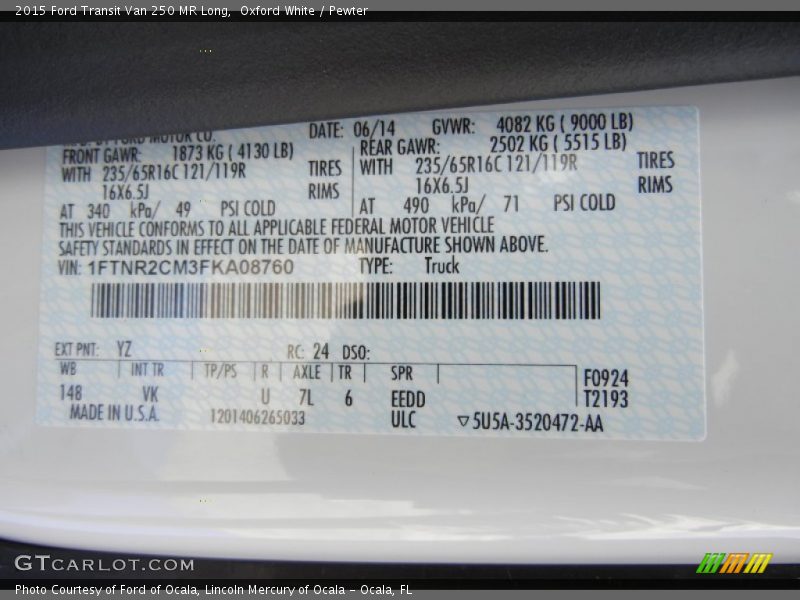 2015 Ford Transit Van 250 MR Long,  Oxford White / Pewter
FORD MOTOR CO.
DATE: 06/14 GVWR: 4082 KG ( 9000 LB)
FRONT GAWR: 1873 KG ( 4130 LB) REAR GAWR: 2502 KG ( 5515 LB)
WITH 235/65R16C 121/119R TIRES WITH 235/65R16C 121/119R TIRES
16X6.5J RIMS 16X6.5J RIMS
AT 340 kPa/ 49 PSI COLD AT 490 kPa/ 71 PSI COLD
THIS VEHICLE CONFORMS TO ALL APPLICABLE FEDERAL MOTOR VEHICLE
SAFETY STANDARDS IN EFFECT ON THE DATE OF MANUFACTURE SHOWN ABOVE.
VIN: 1FTNR2CM3FKA08760 TYPE: Truck
EXT PNT: YZ RC: 24 DSO:
WB INT TR TP/PS R AXLE TR SPR
F0924
148 VK U 7L 6 EEDD T2193
MADE IN U.S.A. 1201406265033 ULC ▽5U5A-3520472-AA
GTCARLOT.COM
Photo Courtesy of Ford of Ocala, Lincoln Mercury of Ocala – Ocala, FL